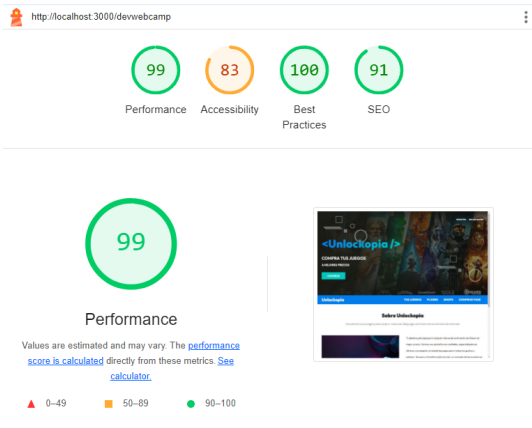 http://localhost:3000/devwebcamp
99
83
100
91
Performance
Accessibility
Best
Practices
SEO
99
Performance
Values are estimated and may vary. The performance
score is calculated directly from these metrics. See
calculator.
0–49
50–89
90–100
<Unlockopia />
COMPRA TUS JUEGOS
Unlockopia
Sobre Unlockopia